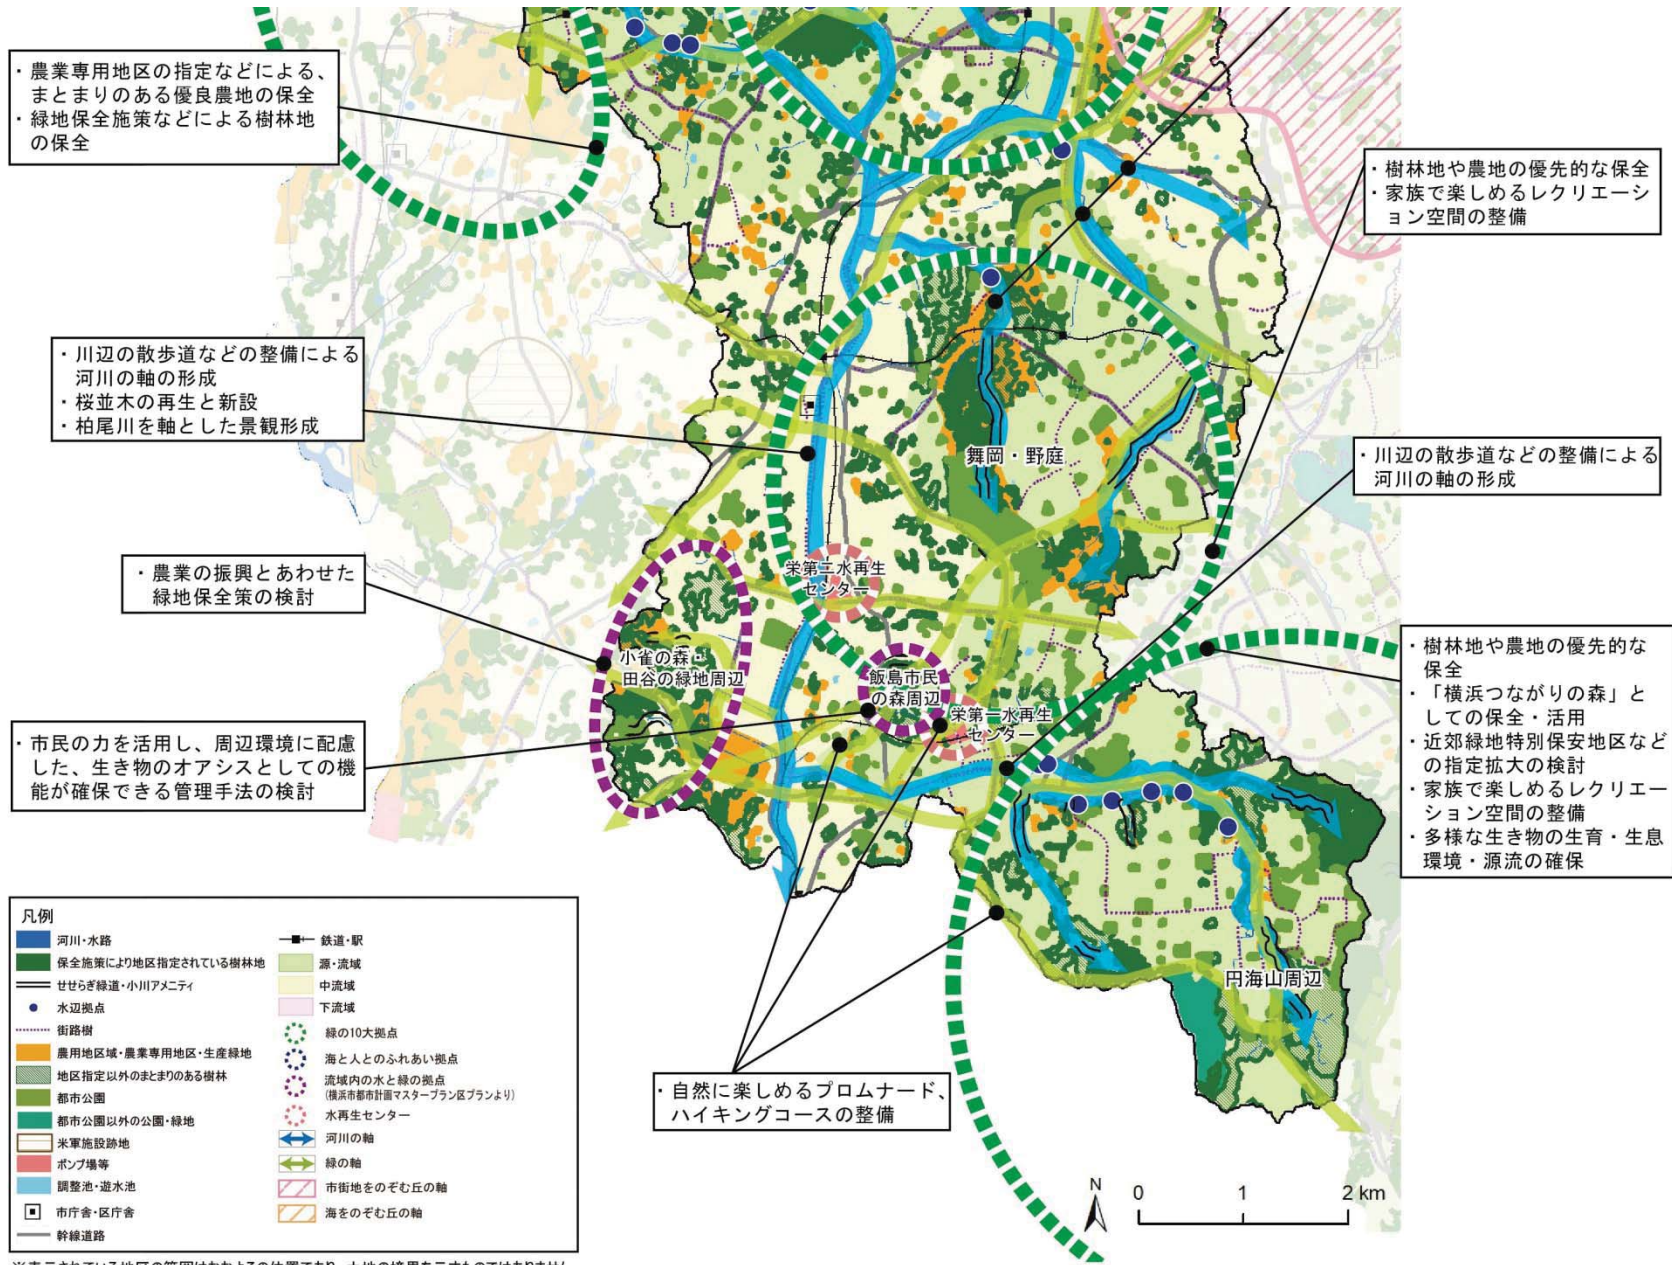 ・農業専用地区の指定などによる、
まとまりのある優良農地の保全
・緑地保全施策などによる樹林地
の保全
・樹林地や農地の優先的な保全
・家族で楽しめるレクリエーシ
ョン空間の整備
・川辺の散歩道などの整備による
河川の軸の形成
・桜並木の再生と新設
・柏尾川を軸とした景観形成
舞岡・野庭
・川辺の散歩道などの整備による
河川の軸の形成
・農業の振興とあわせた
緑地保全策の検討
栄第二水再生
センター
小雀の森・
田谷の緑地周辺
飯島市民
の森周辺
栄第一水再生
センター
・樹林地や農地の優先的な
保全
・「横浜つながりの森」と
しての保全・活用
・近郊緑地特別保安地区など
の指定拡大の検討
・家族で楽しめるレクリエー
ション空間の整備
・多様な生き物の生育・生息
環境・源流の確保
・市民の力を活用し、周辺環境に配慮
した、生き物のオアシスとしての機
能が確保できる管理手法の検討
円海山周辺
・自然に楽しめるプロムナード、
ハイキングコースの整備
凡例
河川・水路
保全施策により地区指定されている樹林地
せせらぎ緑道・小川アメニティ
水辺拠点
街路樹
農用地区域・農業専用地区・生産緑地
地区指定以外のまとまりのある樹林
都市公園
都市公園以外の公園・緑地
米軍施設跡地
ポンプ場等
調整池・遊水池
市庁舎・区庁舎
幹線道路
鉄道・駅
源・流域
中流域
下流域
緑の10大拠点
海と人とのふれあい拠点
流域内の水と緑の拠点
(横浜市都市計画マスタープラン区プランより)
水再生センター
河川の軸
緑の軸
市街地をのぞむ丘の軸
海をのぞむ丘の軸
N
0 1 2 km